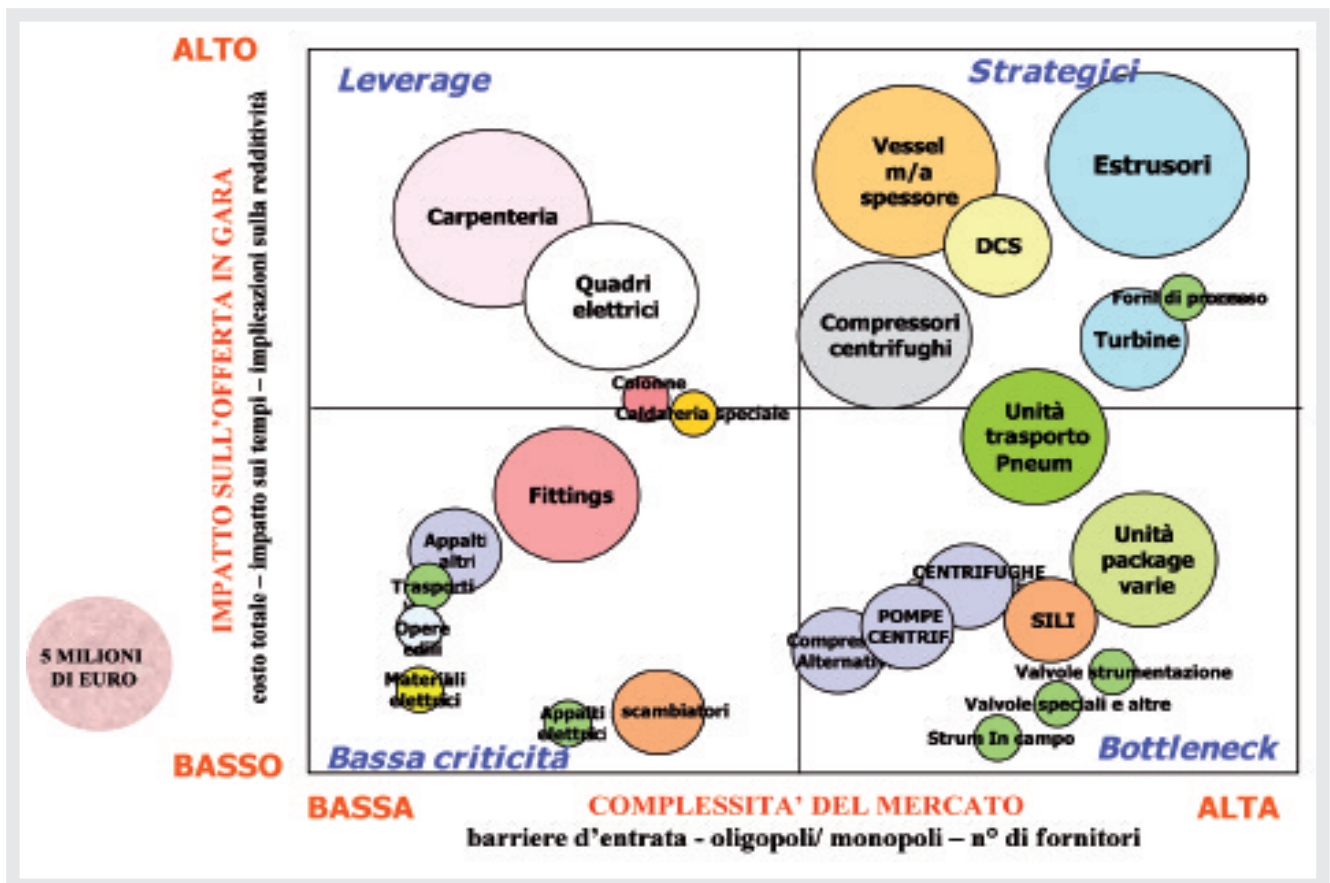 ALTO
Leverage
Strategici
Vessel
m/a
spessore
Estrusori
Carpenteria
DCS
Quadri
elettrici
Forni di processo
Compressori
centrifughi
Turbine
Colonne
Caldareria speciale
Unità
trasporto
Pneum
Fittings
Appalti
altri
Unità
package
varie
CENTRIFUGHE
Trasporti
POMPE
CENTRIF.
SILI
Opere
edili
Alternativ
Valvole strumentazione
Materiali
elettrici
Valvole speciali e altre
Appalti
elettrici
scambiatori
Strum In campo
Bassa criticità
Bottleneck
BASSO
IMPATTO SULL'OFFERTA IN GARA
costo totale – impatto sui tempi – implicazioni sulla redditività
5 MILIONI
DI EURO
BASSA
COMPLESSITA' DEL MERCATO
ALTA
barriere d'entrata - oligopoli/ monopoli – n° di fornitori